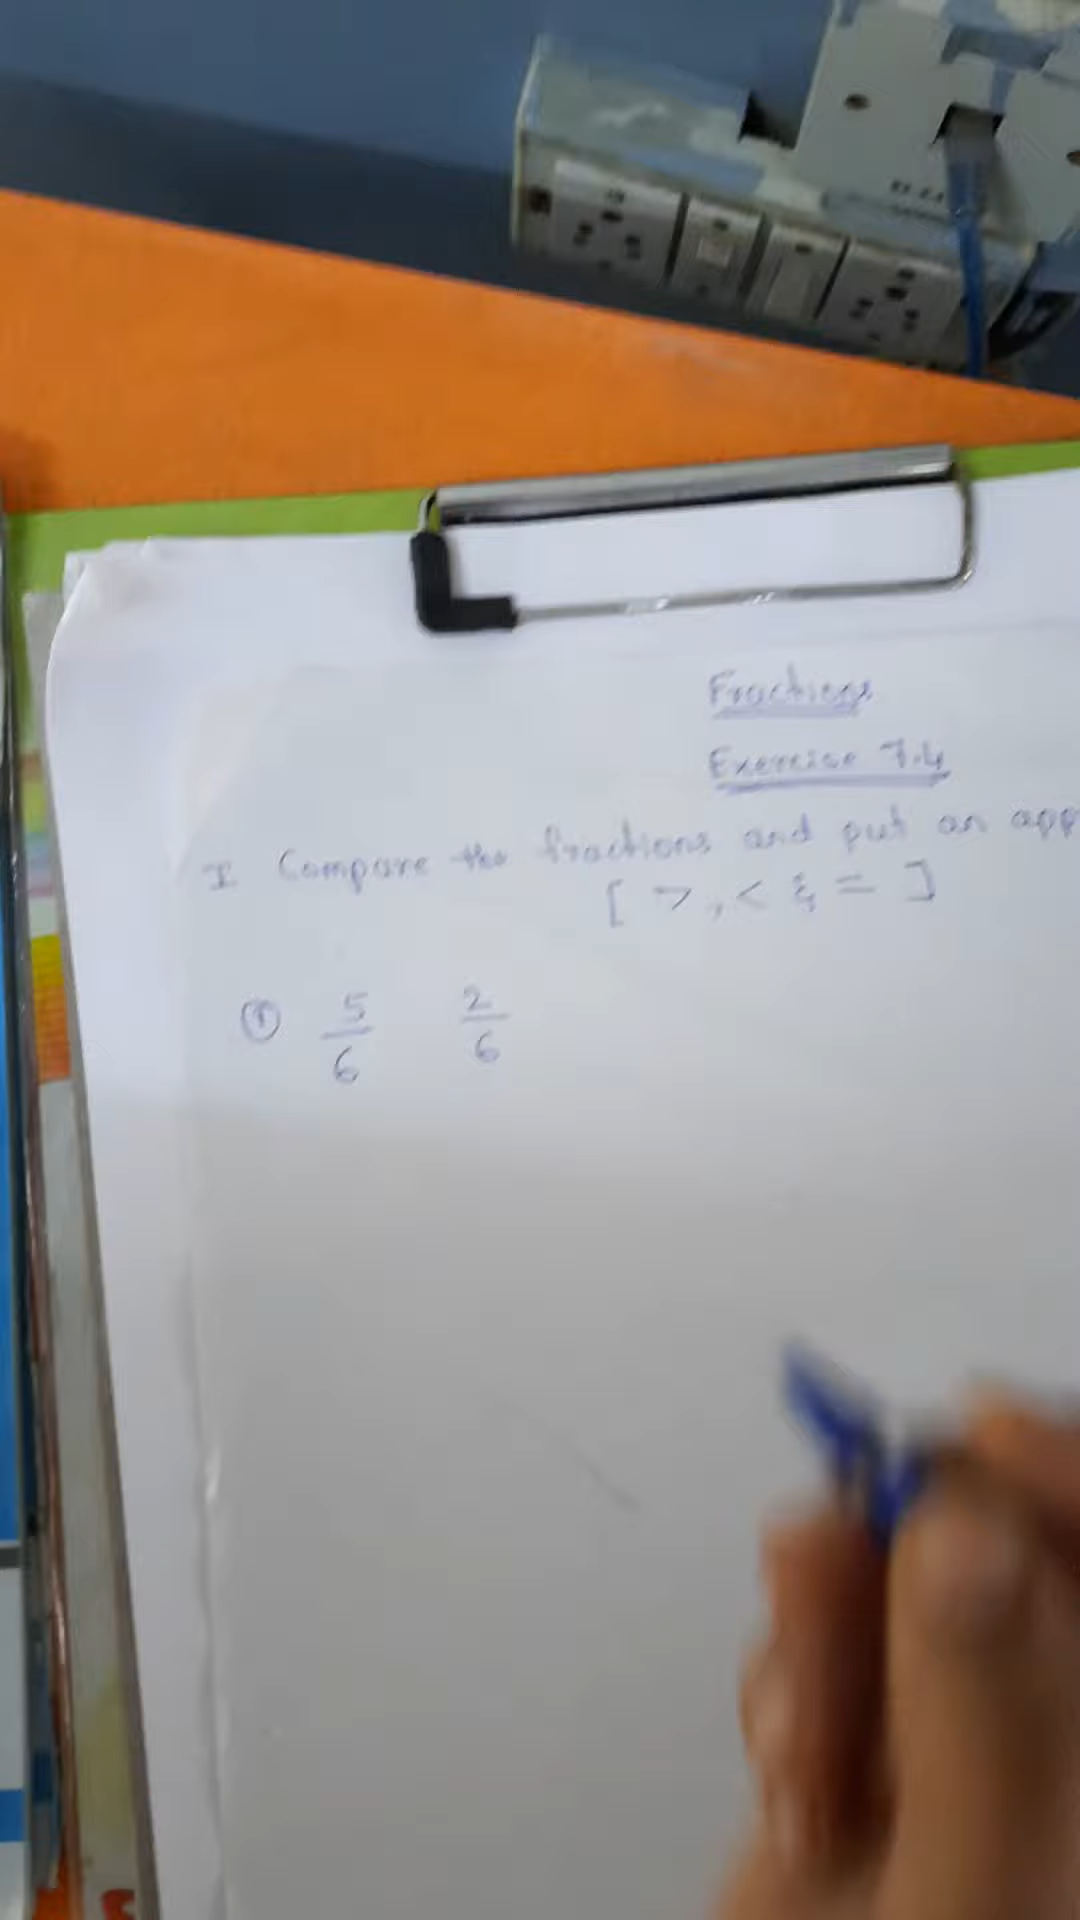 Fractions
Exercise 7.4
I Compare the fractions and put an app
[ >, < & = ]
① 5/6 2/6